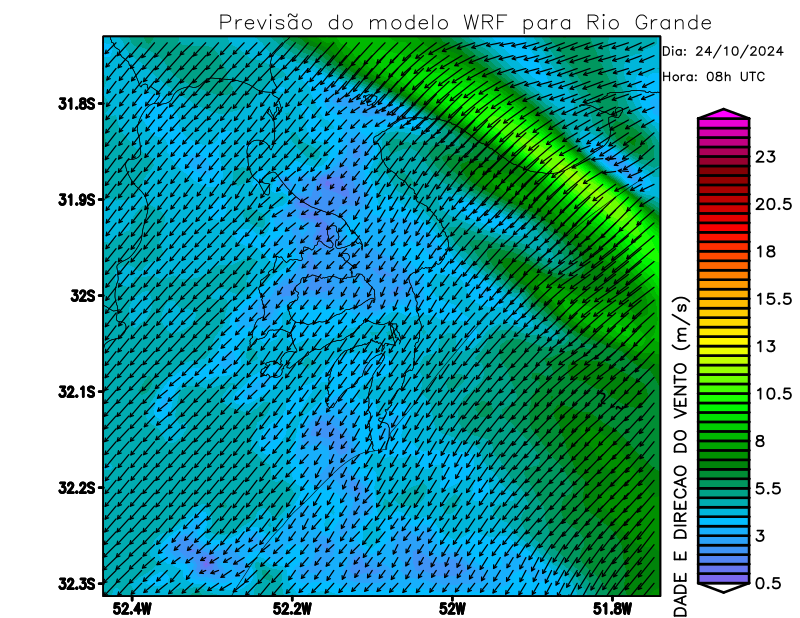 Previsão do modelo WRF para Rio Grande
Dia: 24/10/2024
Hora: 08h UTC
31.8S
31.9S
32S
32.1S
32.2S
32.3S
52.4W
52.2W
52W
51.8W
23
20.5
18
15.5
13
10.5
8
5.5
3
0.5
DADE E DIRECAO DO VENTO (m/s)